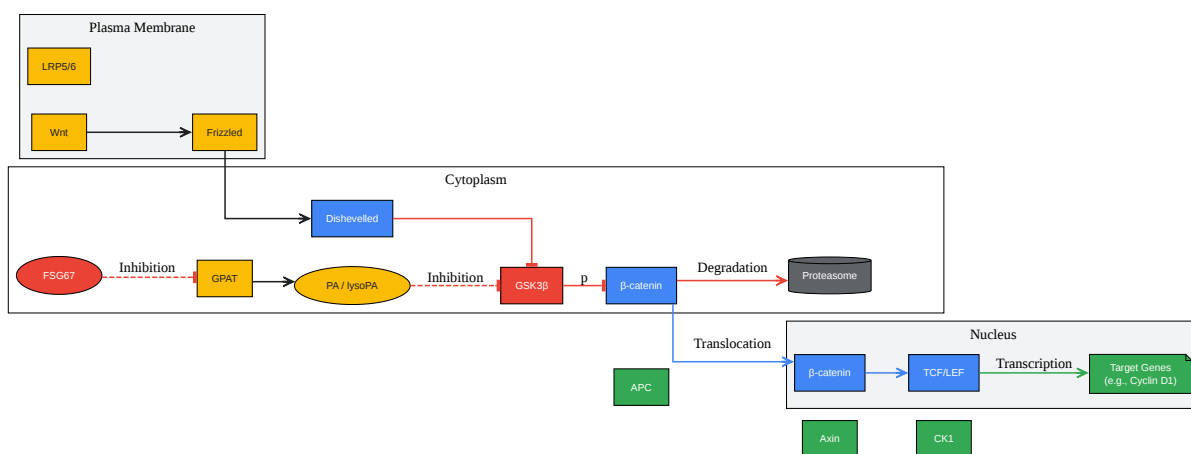 Plasma Membrane
LRP5/6
Wnt
Frizzled
Cytoplasm
Dishevelled
FSG67
Inhibition
GPAT
PA / lysoPA
Inhibition
GSK3β
p
β-catenin
Degradation
Proteasome
Translocation
Nucleus
β-catenin
TCF/LEF
Transcription
Target Genes
(e.g., Cyclin D1)
APC
Axin
CK1